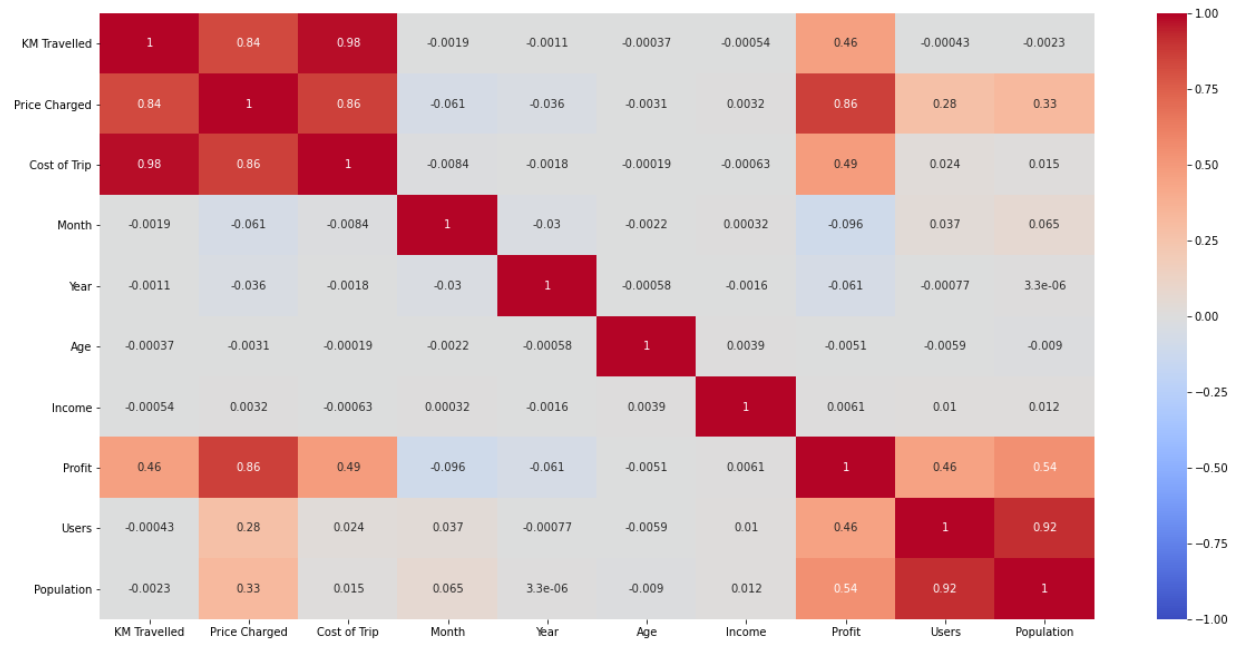 KM Travelled 1 0.84 0.98 -0.0019 -0.0011 -0.00037 -0.00054 0.46 -0.00043 -0.0023
Price Charged 0.84 1 0.86 -0.061 -0.036 -0.0031 0.0032 0.86 0.28 0.33
Cost of Trip 0.98 0.86 1 -0.0084 -0.0018 -0.00019 -0.00063 0.49 0.024 0.015
Month -0.0019 -0.061 -0.0084 1 -0.03 -0.0022 0.00032 -0.096 0.037 0.065
Year -0.0011 -0.036 -0.0018 -0.03 1 -0.00058 -0.0016 -0.061 -0.00077 3.3e-06
Age -0.00037 -0.0031 -0.00019 -0.0022 -0.00058 1 0.0039 -0.0051 -0.0059 -0.009
Income -0.00054 0.0032 -0.00063 0.00032 -0.0016 0.0039 1 0.0061 0.01 0.012
Profit 0.46 0.86 0.49 -0.096 -0.061 -0.0051 0.0061 1 0.46 0.54
Users -0.00043 0.28 0.024 0.037 -0.00077 -0.0059 0.01 0.46 1 0.92
Population -0.0023 0.33 0.015 0.065 3.3e-06 -0.009 0.012 0.54 0.92 1
KM Travelled Price Charged Cost of Trip Month Year Age Income Profit Users Population
1.00
0.75
0.50
0.25
0.00
−0.25
−0.50
−0.75
−1.00